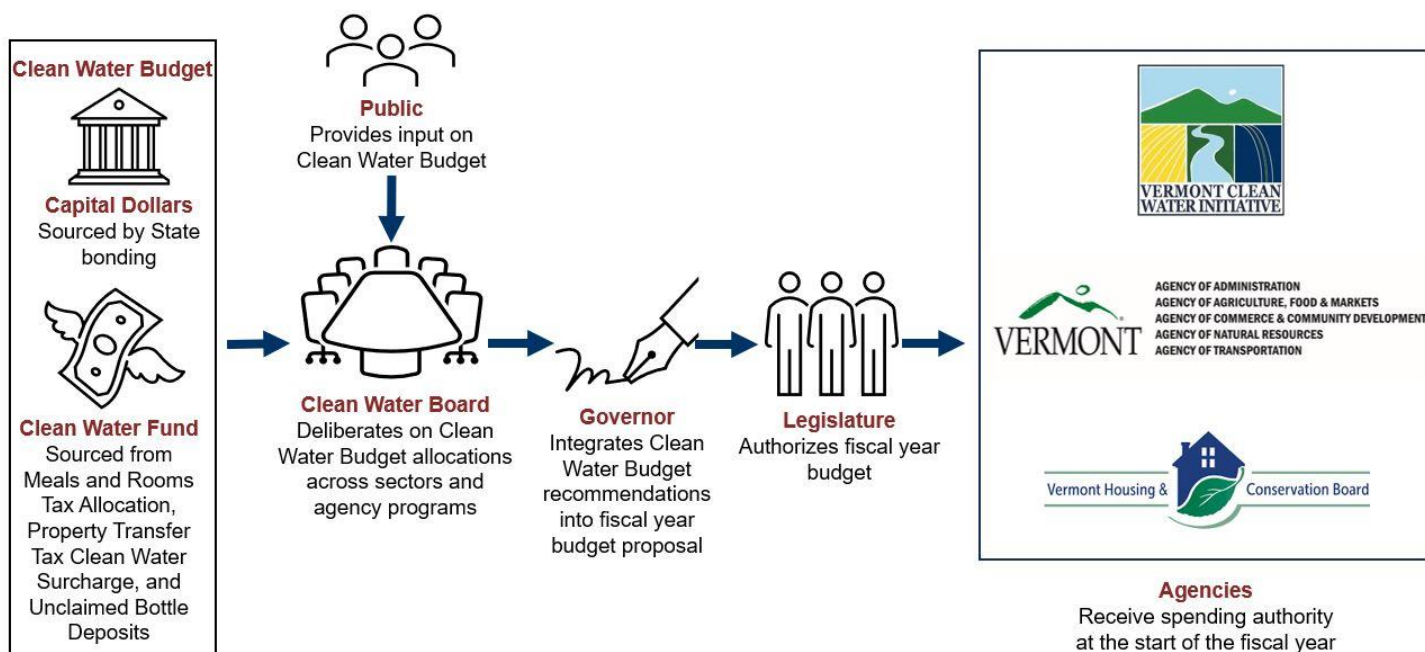 Clean Water Budget
Capital Dollars
Sourced by State
bonding
Clean Water Fund
Sourced from
Meals and Rooms
Tax Allocation,
Property Transfer
Tax Clean Water
Surcharge, and
Unclaimed Bottle
Deposits
Public
Provides input on
Clean Water Budget
Clean Water Board
Deliberates on Clean
Water Budget allocations
across sectors and
agency programs
Governor
Integrates Clean
Water Budget
recommendations
into fiscal year
budget proposal
Legislature
Authorizes fiscal year
budget
VERMONT CLEAN
WATER INITIATIVE
VERMONT
AGENCY OF ADMINISTRATION
AGENCY OF AGRICULTURE, FOOD & MARKETS
AGENCY OF COMMERCE & COMMUNITY DEVELOPMENT
AGENCY OF NATURAL RESOURCES
AGENCY OF TRANSPORTATION
Vermont Housing & Conservation Board
Agencies
Receive spending authority
at the start of the fiscal year